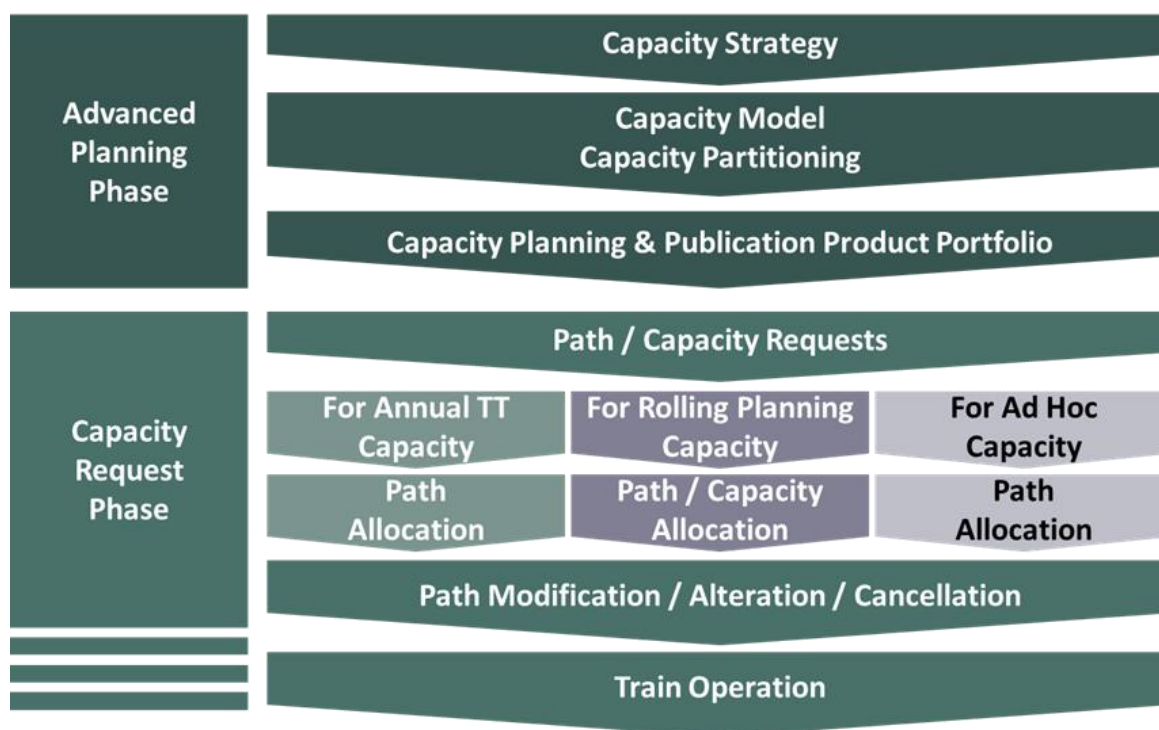 Advanced
Planning
Phase
Capacity Strategy
Capacity Model
Capacity Partitioning
Capacity Planning & Publication Product Portfolio
Capacity
Request
Phase
Path / Capacity Requests
For Annual TT
Capacity
For Rolling Planning
Capacity
For Ad Hoc
Capacity
Path
Allocation
Path / Capacity
Allocation
Path
Allocation
Path Modification / Alteration / Cancellation
Train Operation